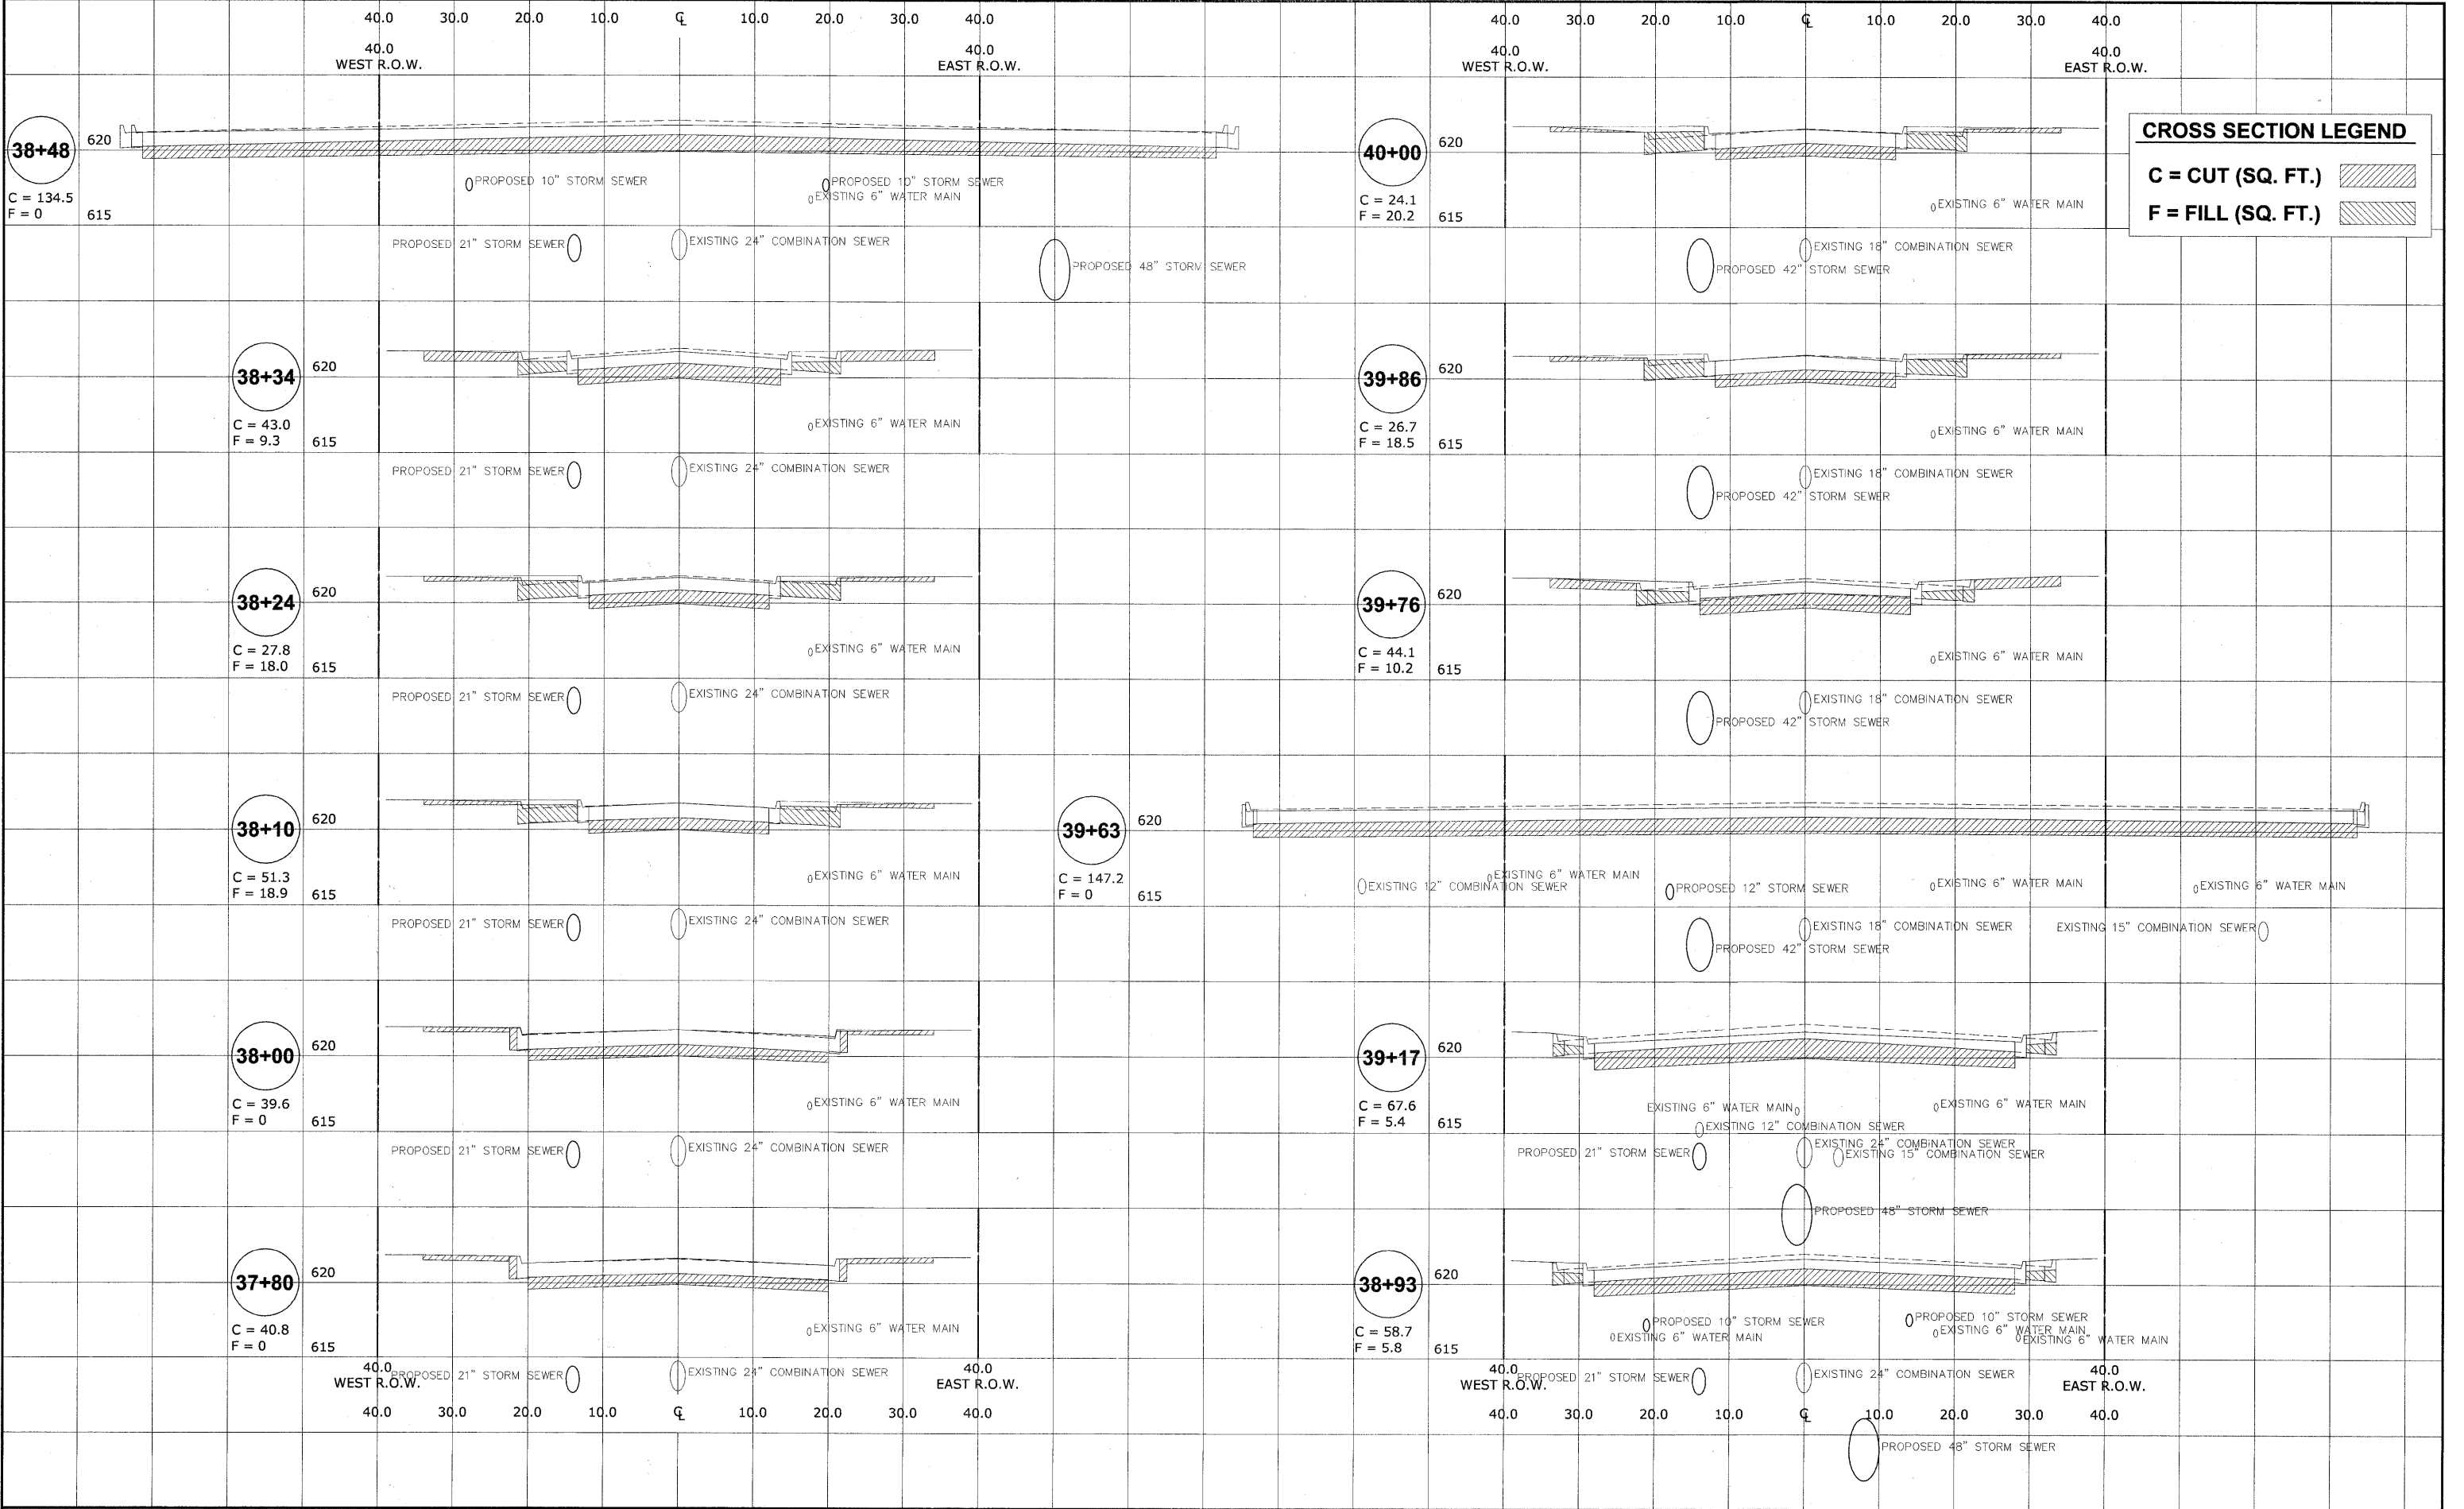 40.0 30.0 20.0 10.0 ℄ 10.0 20.0 30.0 40.0
40.0
WEST R.O.W.
40.0
EAST R.O.W.
38+48
620
C = 134.5
F = 0
615
PROPOSED 10" STORM SEWER
PROPOSED 10" STORM SEWER
EXISTING 6" WATER MAIN
PROPOSED 21" STORM SEWER
EXISTING 24" COMBINATION SEWER
PROPOSED 48" STORM SEWER
38+34
620
C = 43.0
F = 9.3
615
EXISTING 6" WATER MAIN
PROPOSED 21" STORM SEWER
EXISTING 24" COMBINATION SEWER
38+24
620
C = 27.8
F = 18.0
615
EXISTING 6" WATER MAIN
PROPOSED 21" STORM SEWER
EXISTING 24" COMBINATION SEWER
38+10
620
C = 51.3
F = 18.9
615
EXISTING 6" WATER MAIN
PROPOSED 21" STORM SEWER
EXISTING 24" COMBINATION SEWER
38+00
620
C = 39.6
F = 0
615
EXISTING 6" WATER MAIN
PROPOSED 21" STORM SEWER
EXISTING 24" COMBINATION SEWER
37+80
620
C = 40.8
F = 0
615
EXISTING 6" WATER MAIN
PROPOSED 21" STORM SEWER
EXISTING 24" COMBINATION SEWER
40.0
WEST R.O.W.
40.0
EAST R.O.W.
40.0 30.0 20.0 10.0 ℄ 10.0 20.0 30.0 40.0
40.0 30.0 20.0 10.0 ℄ 10.0 20.0 30.0 40.0
40.0
WEST R.O.W.
40.0
EAST R.O.W.
CROSS SECTION LEGEND
C = CUT (SQ. FT.)
F = FILL (SQ. FT.)
40+00
620
C = 24.1
F = 20.2
615
EXISTING 6" WATER MAIN
EXISTING 18" COMBINATION SEWER
PROPOSED 42" STORM SEWER
39+86
620
C = 26.7
F = 18.5
615
EXISTING 6" WATER MAIN
EXISTING 18" COMBINATION SEWER
PROPOSED 42" STORM SEWER
39+76
620
C = 44.1
F = 10.2
615
EXISTING 6" WATER MAIN
EXISTING 18" COMBINATION SEWER
PROPOSED 42" STORM SEWER
39+63
620
C = 147.2
F = 0
615
EXISTING 6" WATER MAIN
EXISTING 12" COMBINATION SEWER
PROPOSED 12" STORM SEWER
EXISTING 6" WATER MAIN
EXISTING 6" WATER MAIN
EXISTING 18" COMBINATION SEWER
EXISTING 15" COMBINATION SEWER
PROPOSED 42" STORM SEWER
39+17
620
C = 67.6
F = 5.4
615
EXISTING 6" WATER MAIN
EXISTING 6" WATER MAIN
EXISTING 12" COMBINATION SEWER
EXISTING 24" COMBINATION SEWER
PROPOSED 21" STORM SEWER
EXISTING 15" COMBINATION SEWER
PROPOSED 48" STORM SEWER
38+93
620
C = 58.7
F = 5.8
615
PROPOSED 10" STORM SEWER
PROPOSED 10" STORM SEWER
EXISTING 6" WATER MAIN
EXISTING 6" WATER MAIN
EXISTING 6" WATER MAIN
PROPOSED 21" STORM SEWER
EXISTING 24" COMBINATION SEWER
40.0
WEST R.O.W.
40.0
EAST R.O.W.
40.0 30.0 20.0 10.0 ℄ 10.0 20.0 30.0 40.0
PROPOSED 48" STORM SEWER